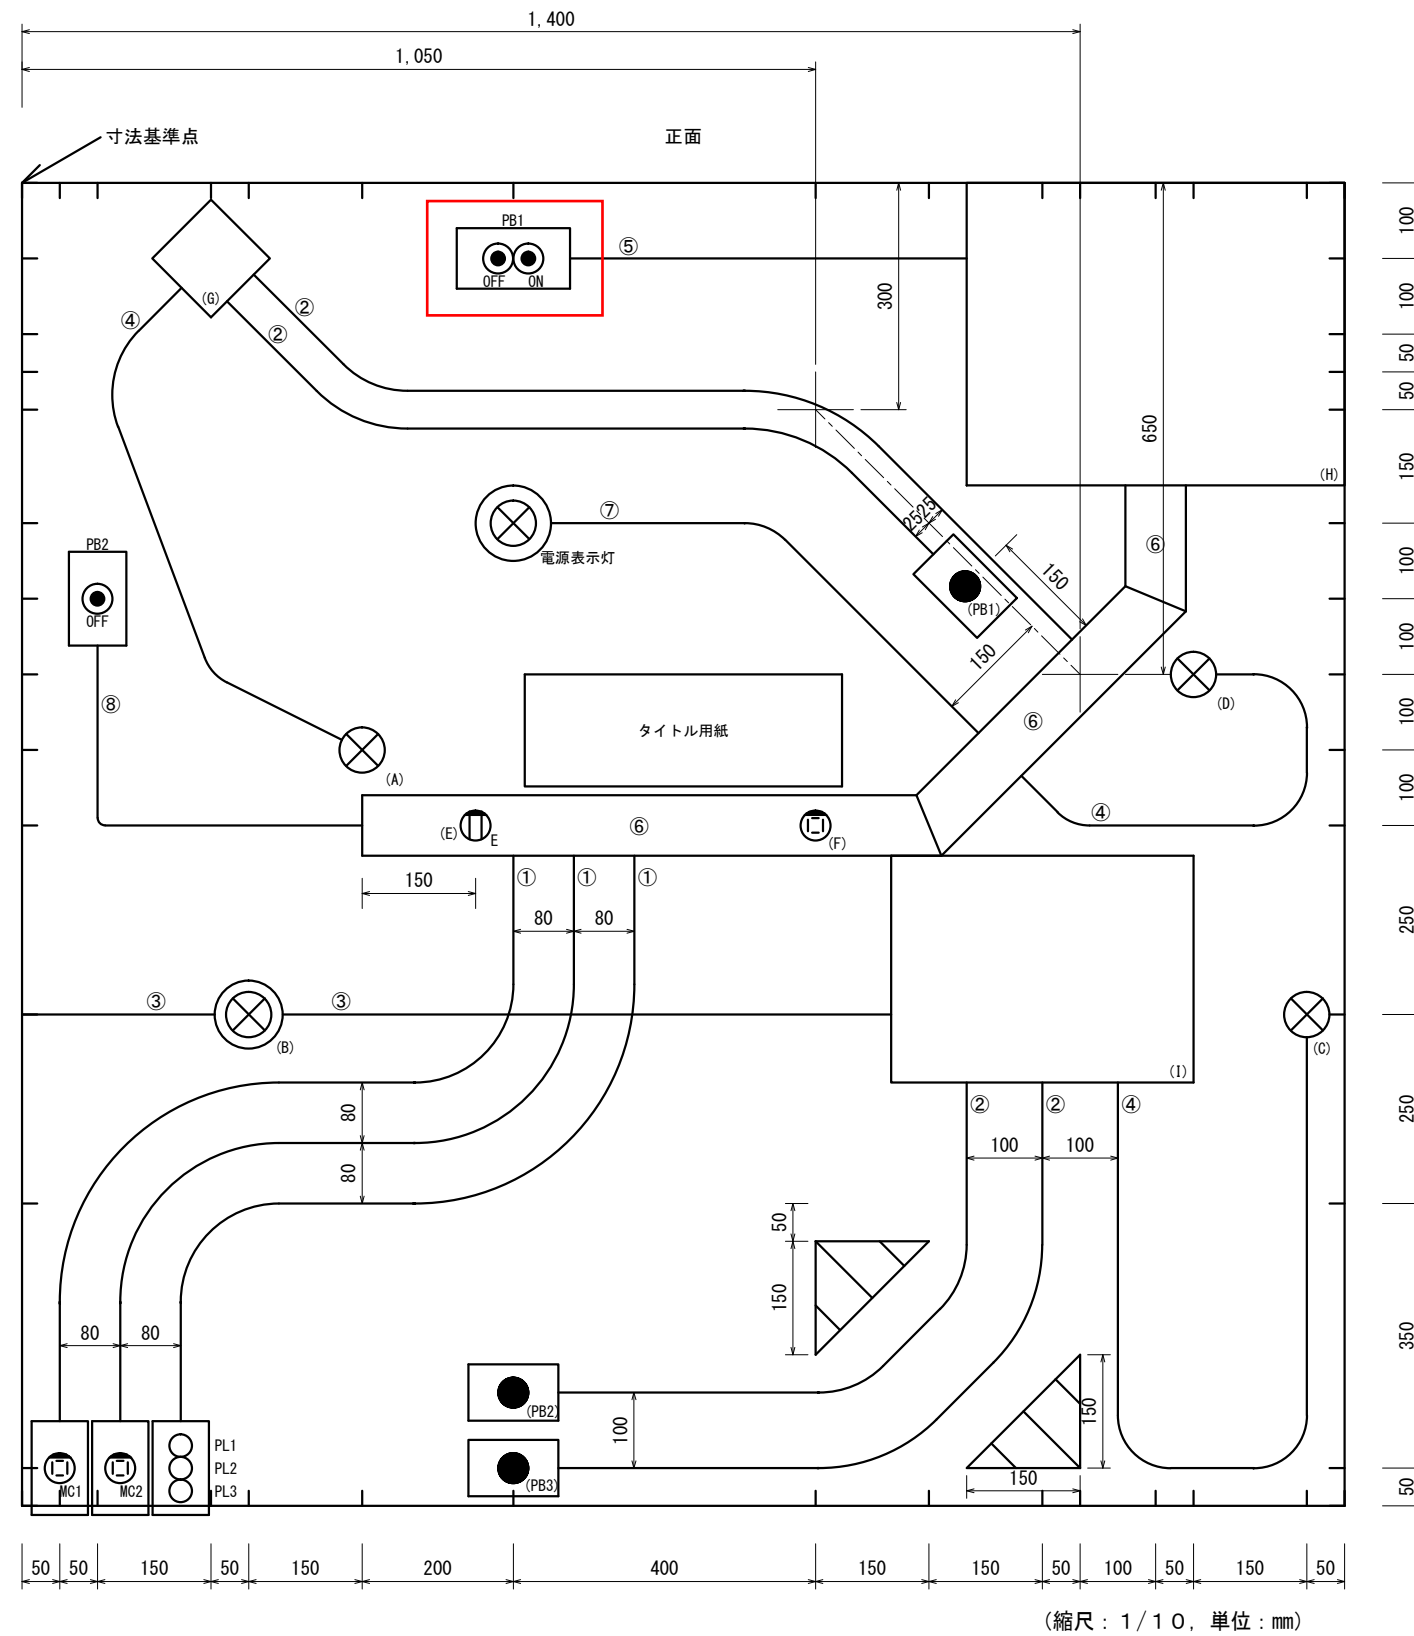 1,400
1,050
寸法基準点
正面
PB1
OFF ON
⑤
100
(G)
②
②
④
300
100
50
50
650
150
(H)
⑦
電源表示灯
25 25
⑥
150
(PB1)
100
PB2
OFF
150
100
⑧
(D)
タイトル用紙
⑥
100
(A)
④
100
(E) E
⑥
(F)
150
① ① ①
80 80
250
③ ③
(B)
(C)
(I)
80
② ② ④
250
100 100
80
50
150
80 80
350
(PB2)
150
100
PL1
PL2
PL3
MC1 MC2
(PB3)
150
50
50 50 150 50 150 200 400 150 150 50 100 50 150 50
(縮尺:1/10,単位:㎜)